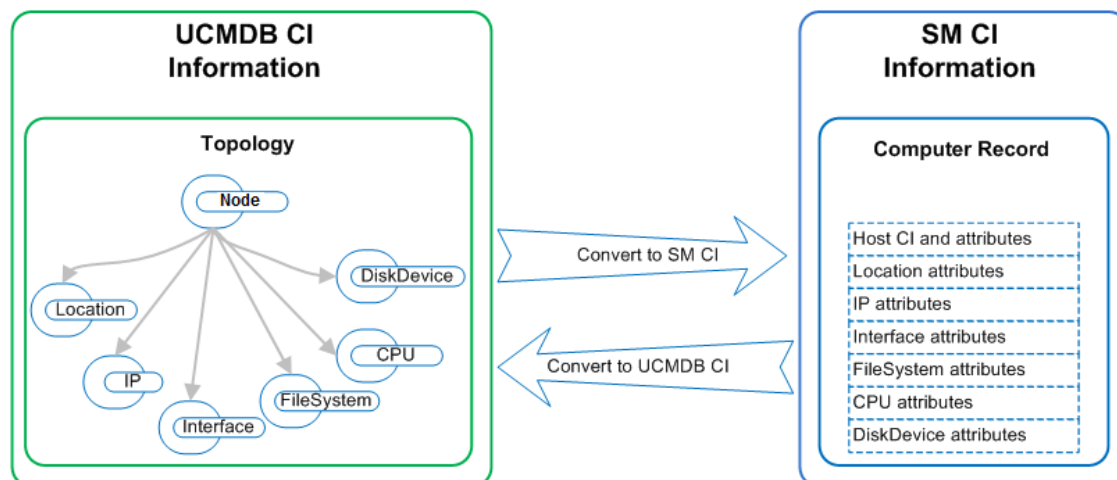 UCMDB CI
Information
Topology
Node
DiskDevice
Location
CPU
IP
FileSystem
Interface
Convert to SM CI
Convert to UCMDB CI
SM CI
Information
Computer Record
Host CI and attributes
Location attributes
IP attributes
Interface attributes
FileSystem attributes
CPU attributes
DiskDevice attributes